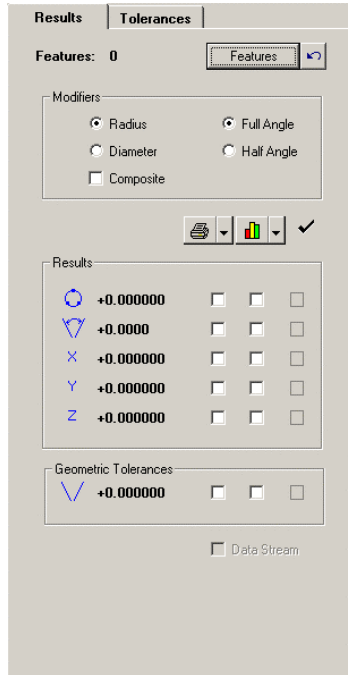 Results Tolerances
Features: 0 Features
Modifiers
Radius Full Angle
Diameter Half Angle
Composite
Results
+0.000000
+0.0000
X +0.000000
Y +0.000000
Z +0.000000
Geometric Tolerances
+0.000000
Data Stream